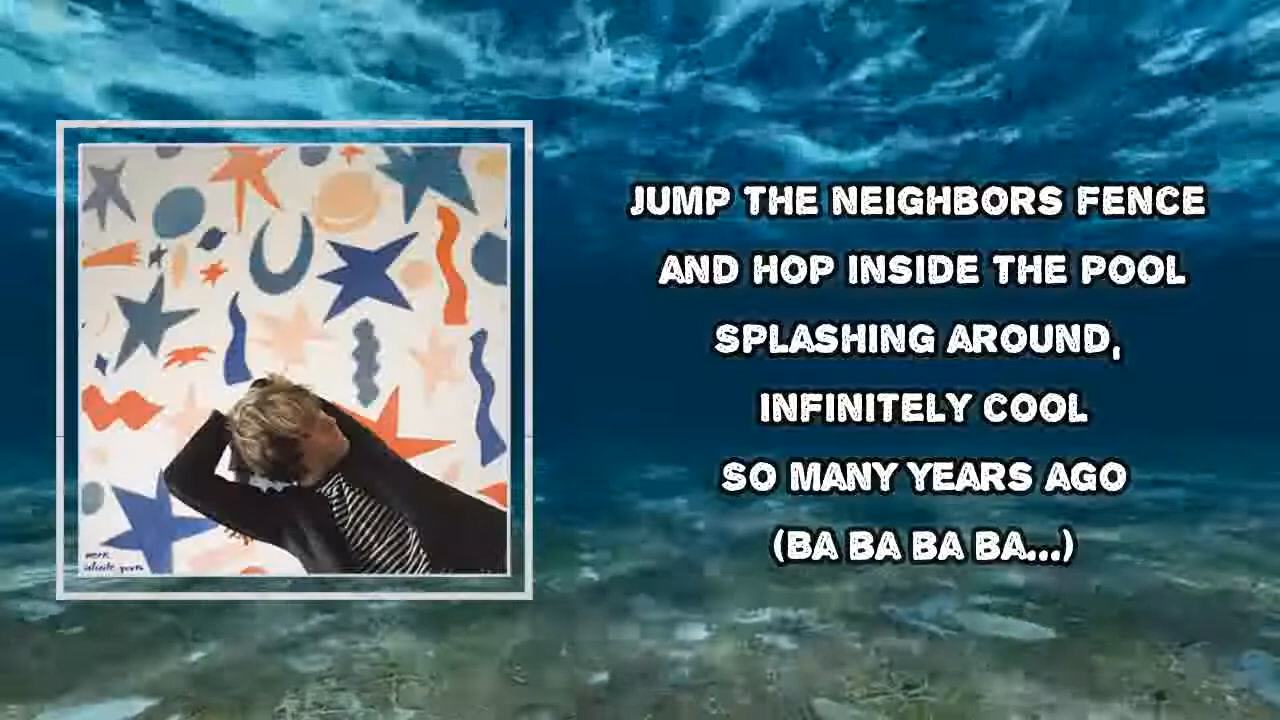 JUMP THE NEIGHBORS FENCE
AND HOP INSIDE THE POOL
SPLASHING AROUND,
INFINITELY COOL
SO MANY YEARS AGO
(BA BA BA BA...)